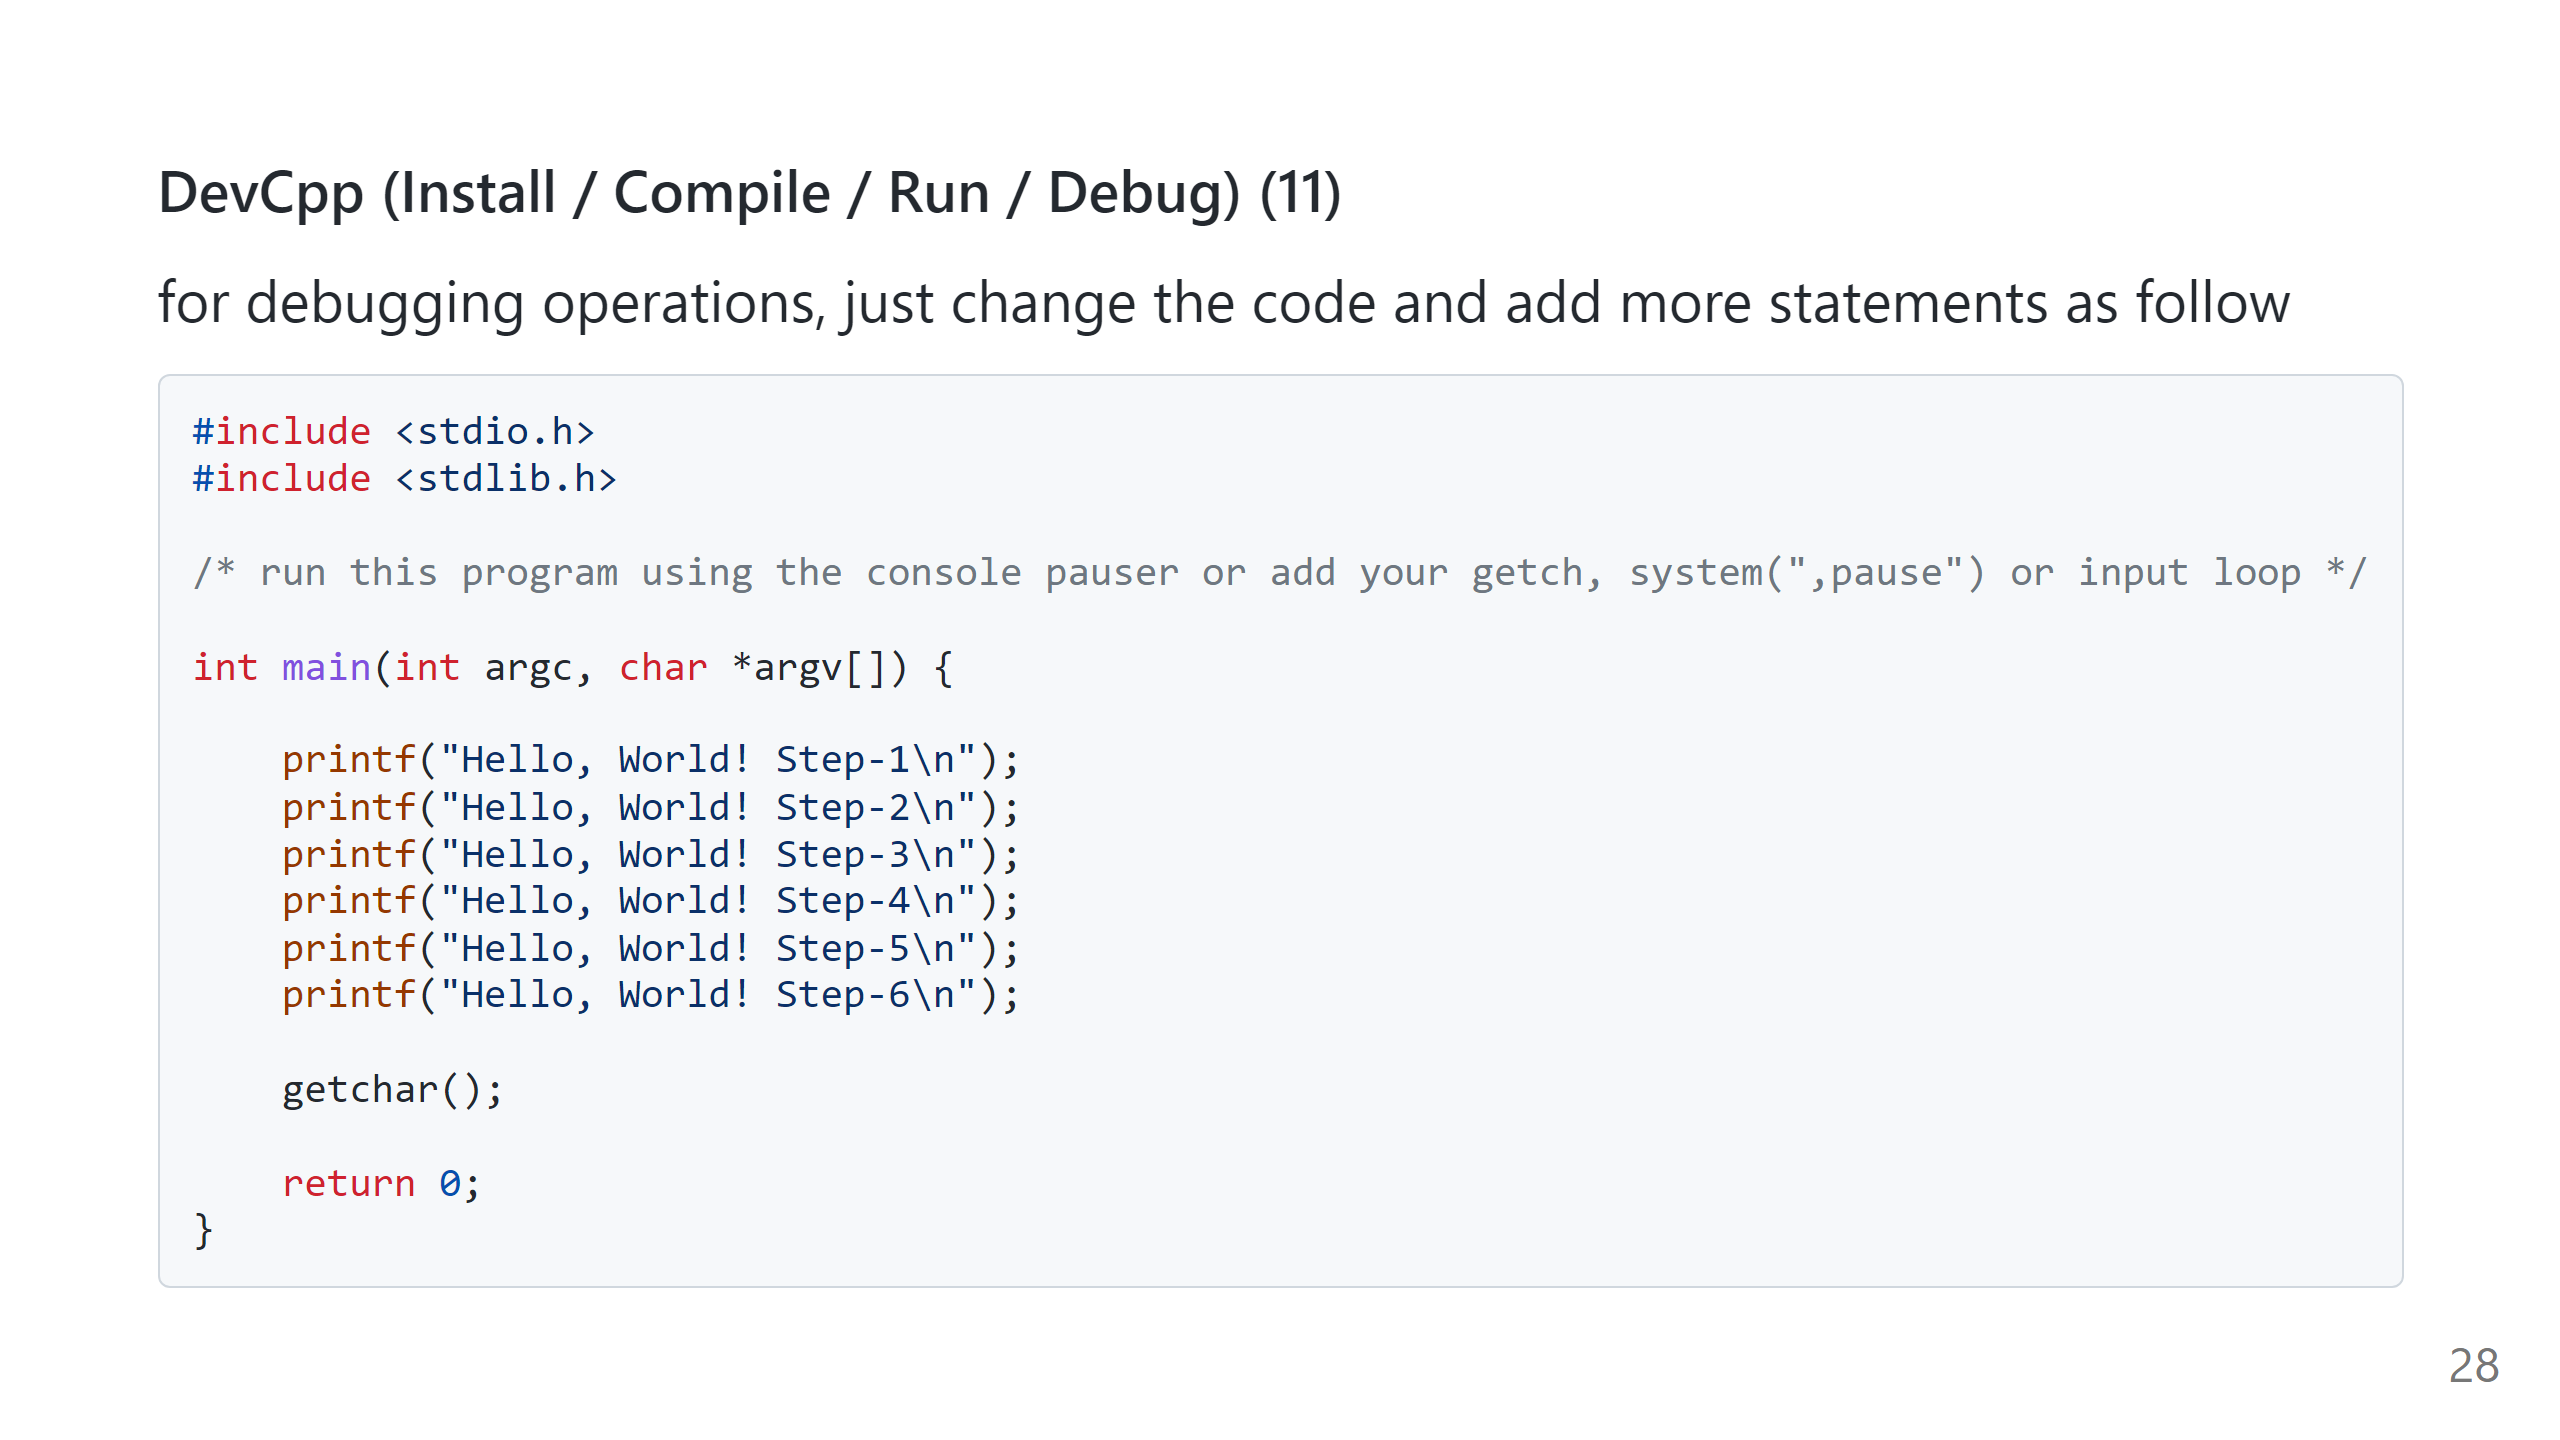 DevCpp (Install / Compile / Run / Debug) (11)
for debugging operations, just change the code and add more statements as follow
#include <stdio.h>
#include <stdlib.h>
/* run this program using the console pauser or add your getch, system(",pause") or input loop */
int main(int argc, char *argv[]) {
    printf("Hello, World! Step-1\n");
    printf("Hello, World! Step-2\n");
    printf("Hello, World! Step-3\n");
    printf("Hello, World! Step-4\n");
    printf("Hello, World! Step-5\n");
    printf("Hello, World! Step-6\n");
    getchar();
    return 0;
}
28